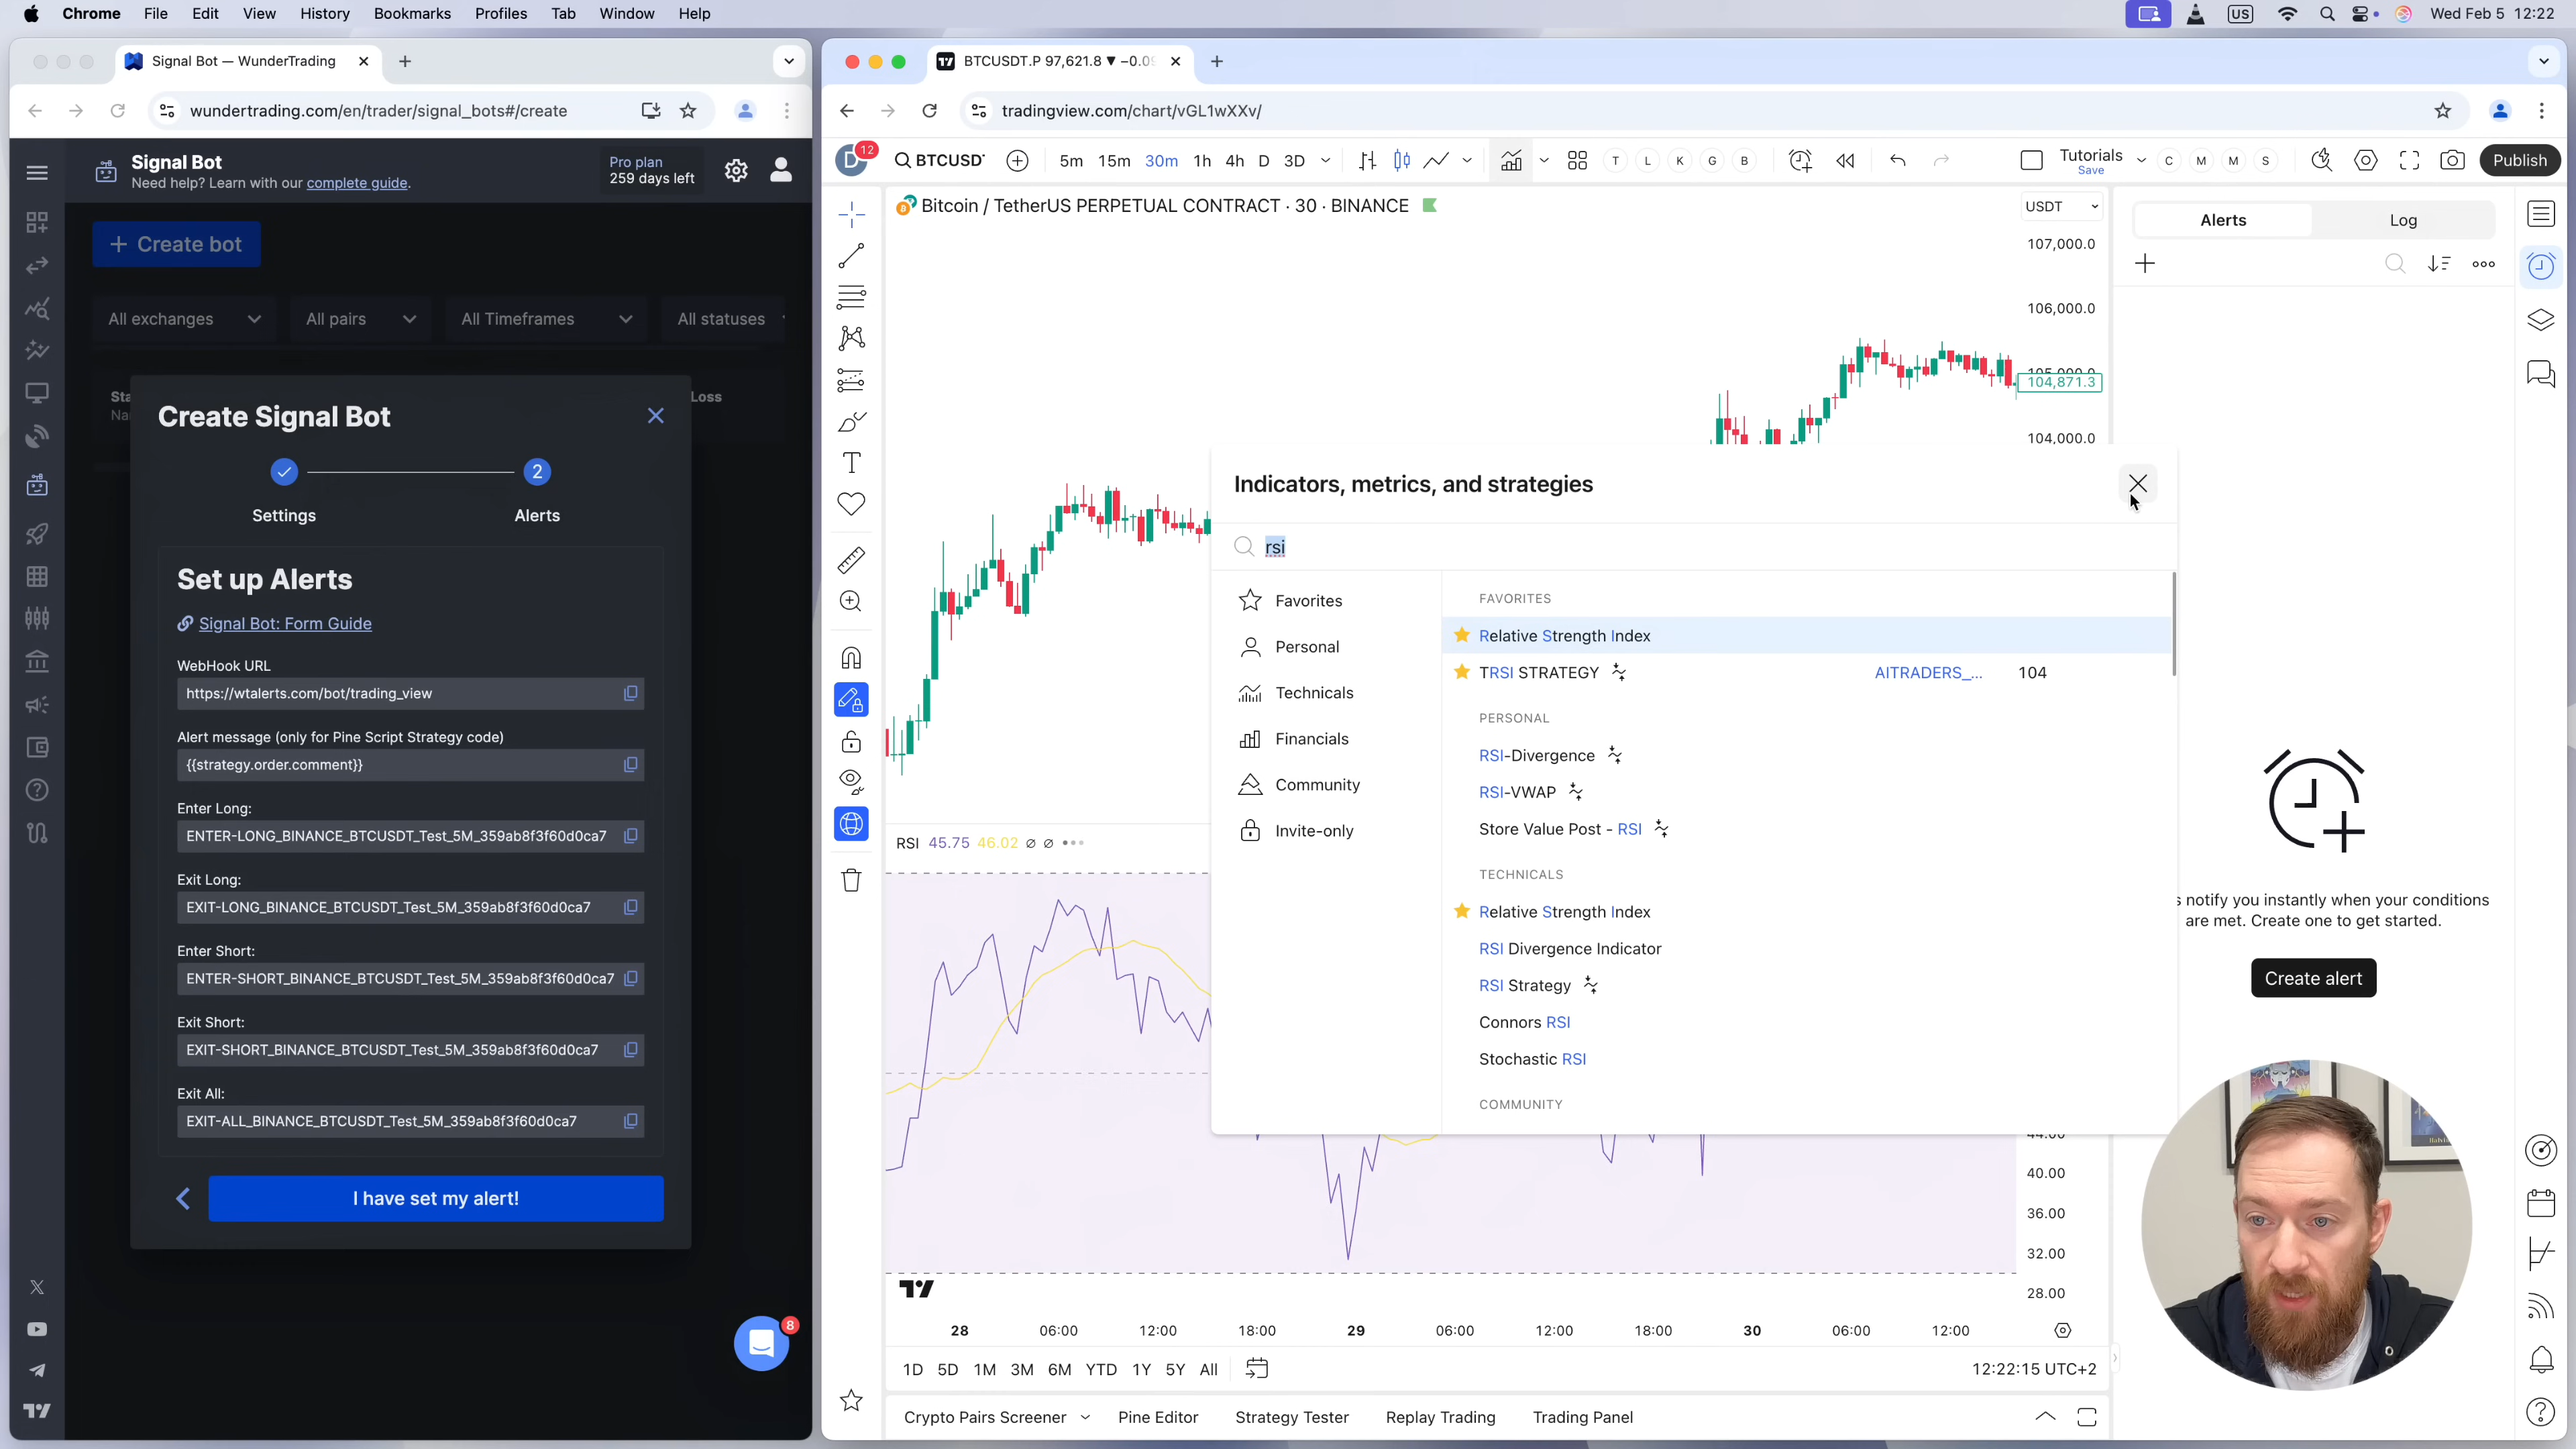 Chrome File Edit View History Bookmarks Profiles Tab Window Help
US Wed Feb 5 12:22
Signal Bot — WunderTrading
wundertrading.com/en/trader/signal_bots#/create
Signal Bot
Need help? Learn with our complete guide.
Pro plan
259 days left
+ Create bot
All exchanges All pairs All Timeframes All statuses
Loss
Create Signal Bot
2
Settings Alerts
Set up Alerts
Signal Bot: Form Guide
WebHook URL
https://wtalerts.com/bot/trading_view
Alert message (only for Pine Script Strategy code)
{{strategy.order.comment}}
Enter Long:
ENTER-LONG_BINANCE_BTCUSDT_Test_5M_359ab8f3f60d0ca7
Exit Long:
EXIT-LONG_BINANCE_BTCUSDT_Test_5M_359ab8f3f60d0ca7
Enter Short:
ENTER-SHORT_BINANCE_BTCUSDT_Test_5M_359ab8f3f60d0ca7
Exit Short:
EXIT-SHORT_BINANCE_BTCUSDT_Test_5M_359ab8f3f60d0ca7
Exit All:
EXIT-ALL_BINANCE_BTCUSDT_Test_5M_359ab8f3f60d0ca7
I have set my alert!
8
BTCUSDT.P 97,621.8 ▼ −0.09
tradingview.com/chart/vGL1wXXv/
D 12 BTCUSDT 5m 15m 30m 1h 4h D 3D T L K G B
Tutorials
Save
C M M S
Publish
Bitcoin / TetherUS PERPETUAL CONTRACT · 30 · BINANCE
USDT
107,000.0
106,000.0
105,000.0
104,871.3
104,000.0
Alerts Log
Indicators, metrics, and strategies
rsi
Favorites
Personal
Technicals
Financials
Community
Invite-only
FAVORITES
Relative Strength Index
TRSI STRATEGY AITRADERS_... 104
PERSONAL
RSI-Divergence
RSI-VWAP
Store Value Post - RSI
TECHNICALS
Relative Strength Index
RSI Divergence Indicator
RSI Strategy
Connors RSI
Stochastic RSI
COMMUNITY
s notify you instantly when your conditions
are met. Create one to get started.
Create alert
RSI 45.75 46.02 ∅ ∅
44.00
40.00
36.00
32.00
28.00
28 06:00 12:00 18:00 29 06:00 12:00 18:00 30 06:00 12:00
1D 5D 1M 3M 6M YTD 1Y 5Y All
12:22:15 UTC+2
Crypto Pairs Screener Pine Editor Strategy Tester Replay Trading Trading Panel